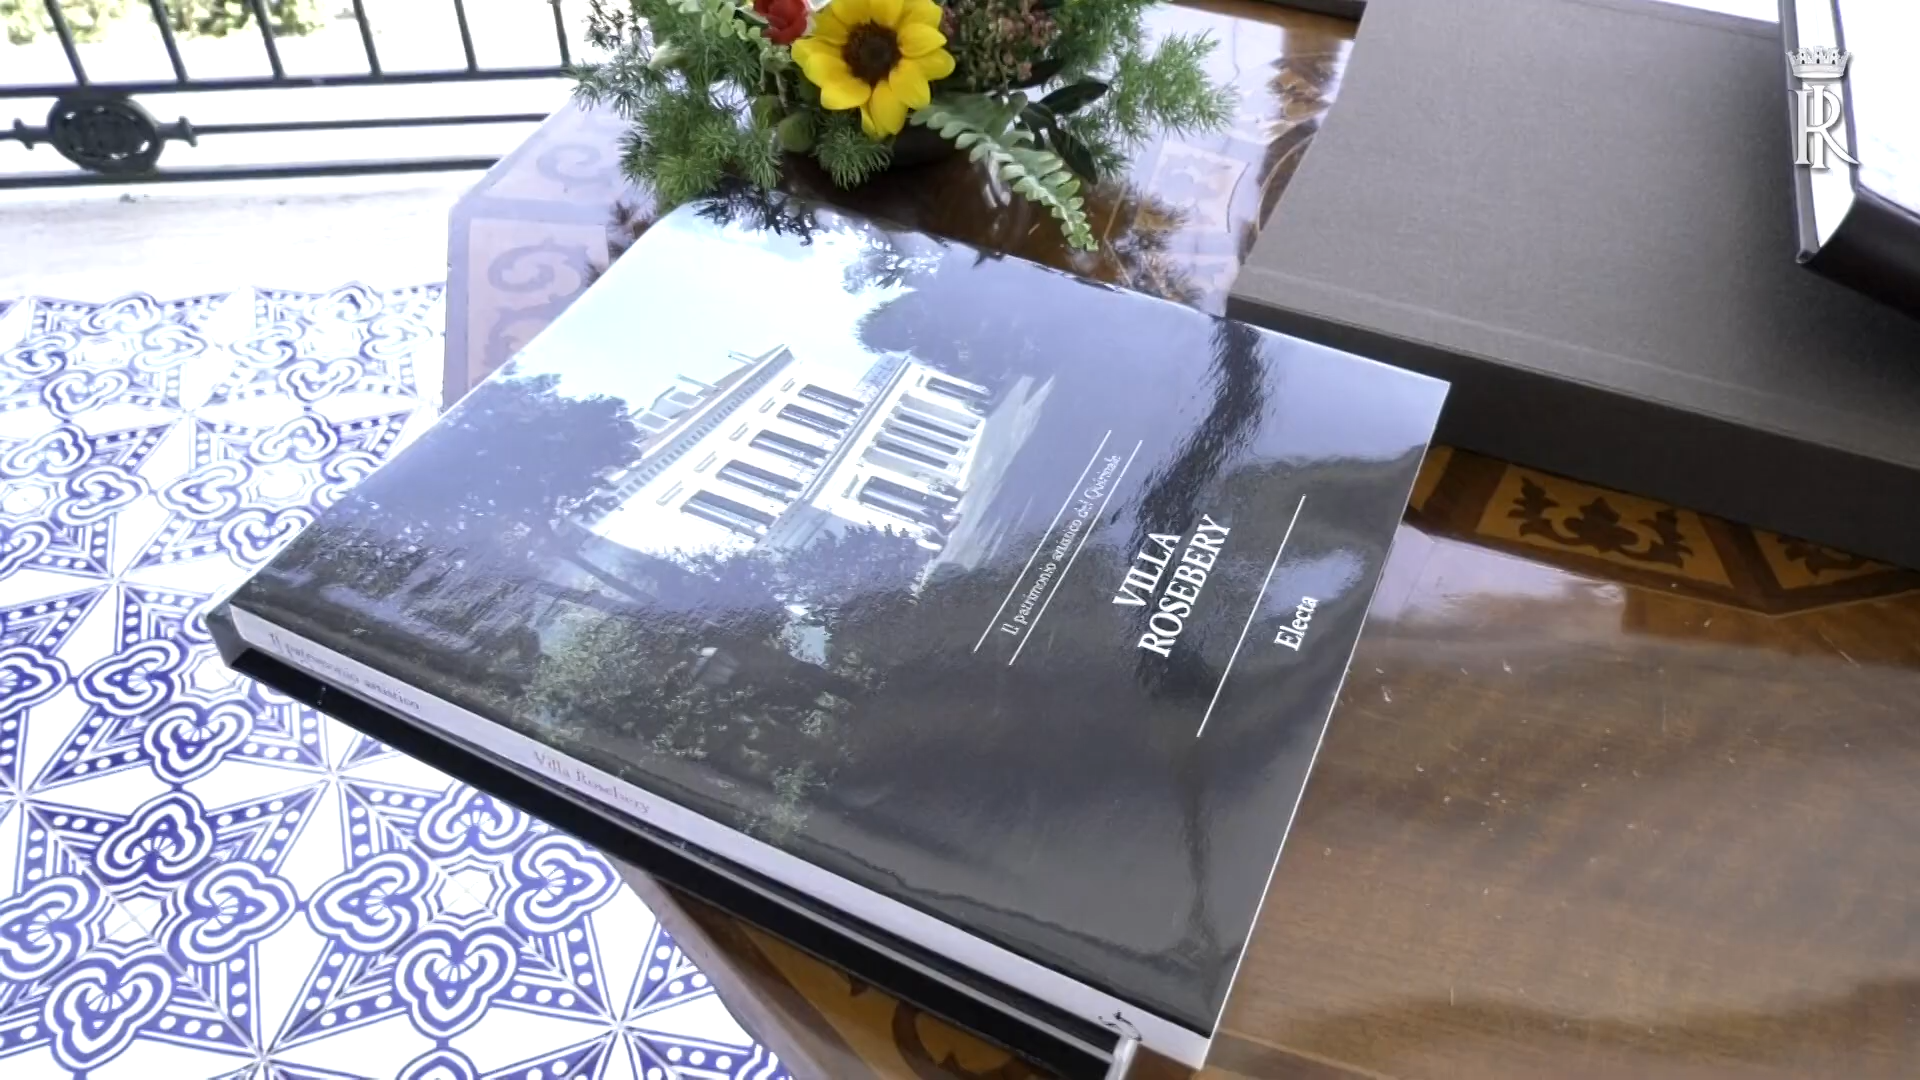 Il patrimonio artistico del Quirinale
VILLA
ROSEBERY
Electa
Il patrimonio artistico
Villa Rosebery